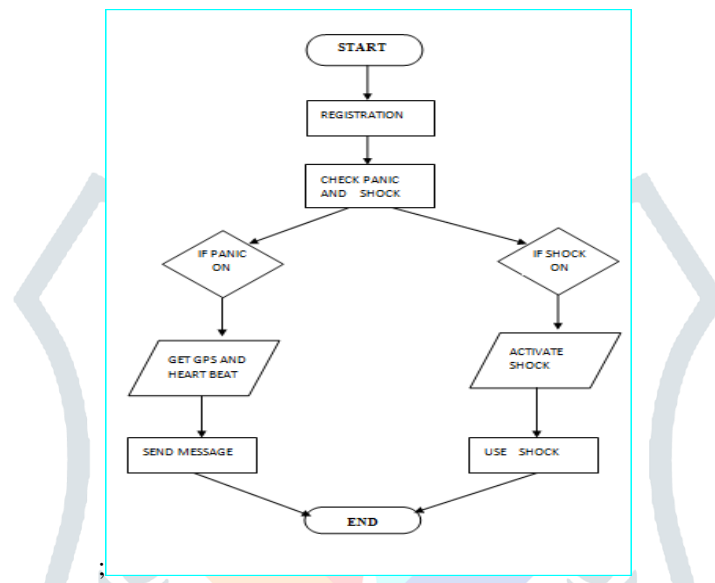 START
REGISTRATION
CHECK PANIC
AND SHOCK
IF PANIC
ON
IF SHOCK
ON
GET GPS AND
HEART BEAT
ACTIVATE
SHOCK
SEND MESSAGE
USE SHOCK
END
;